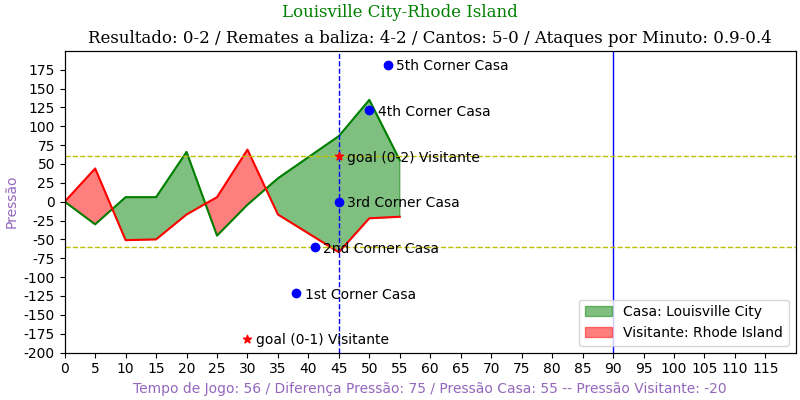 Louisville City-Rhode Island
Resultado: 0-2 / Remates a baliza: 4-2 / Cantos: 5-0 / Ataques por Minuto: 0.9-0.4
Pressão
175
150
125
100
75
50
25
0
-25
-50
-75
-100
-125
-150
-175
-200
5th Corner Casa
4th Corner Casa
goal (0-2) Visitante
3rd Corner Casa
2nd Corner Casa
1st Corner Casa
goal (0-1) Visitante
Casa: Louisville City
Visitante: Rhode Island
0 5 10 15 20 25 30 35 40 45 50 55 60 65 70 75 80 85 90 95 100 105 110 115
Tempo de Jogo: 56 / Diferença Pressão: 75 / Pressão Casa: 55 -- Pressão Visitante: -20